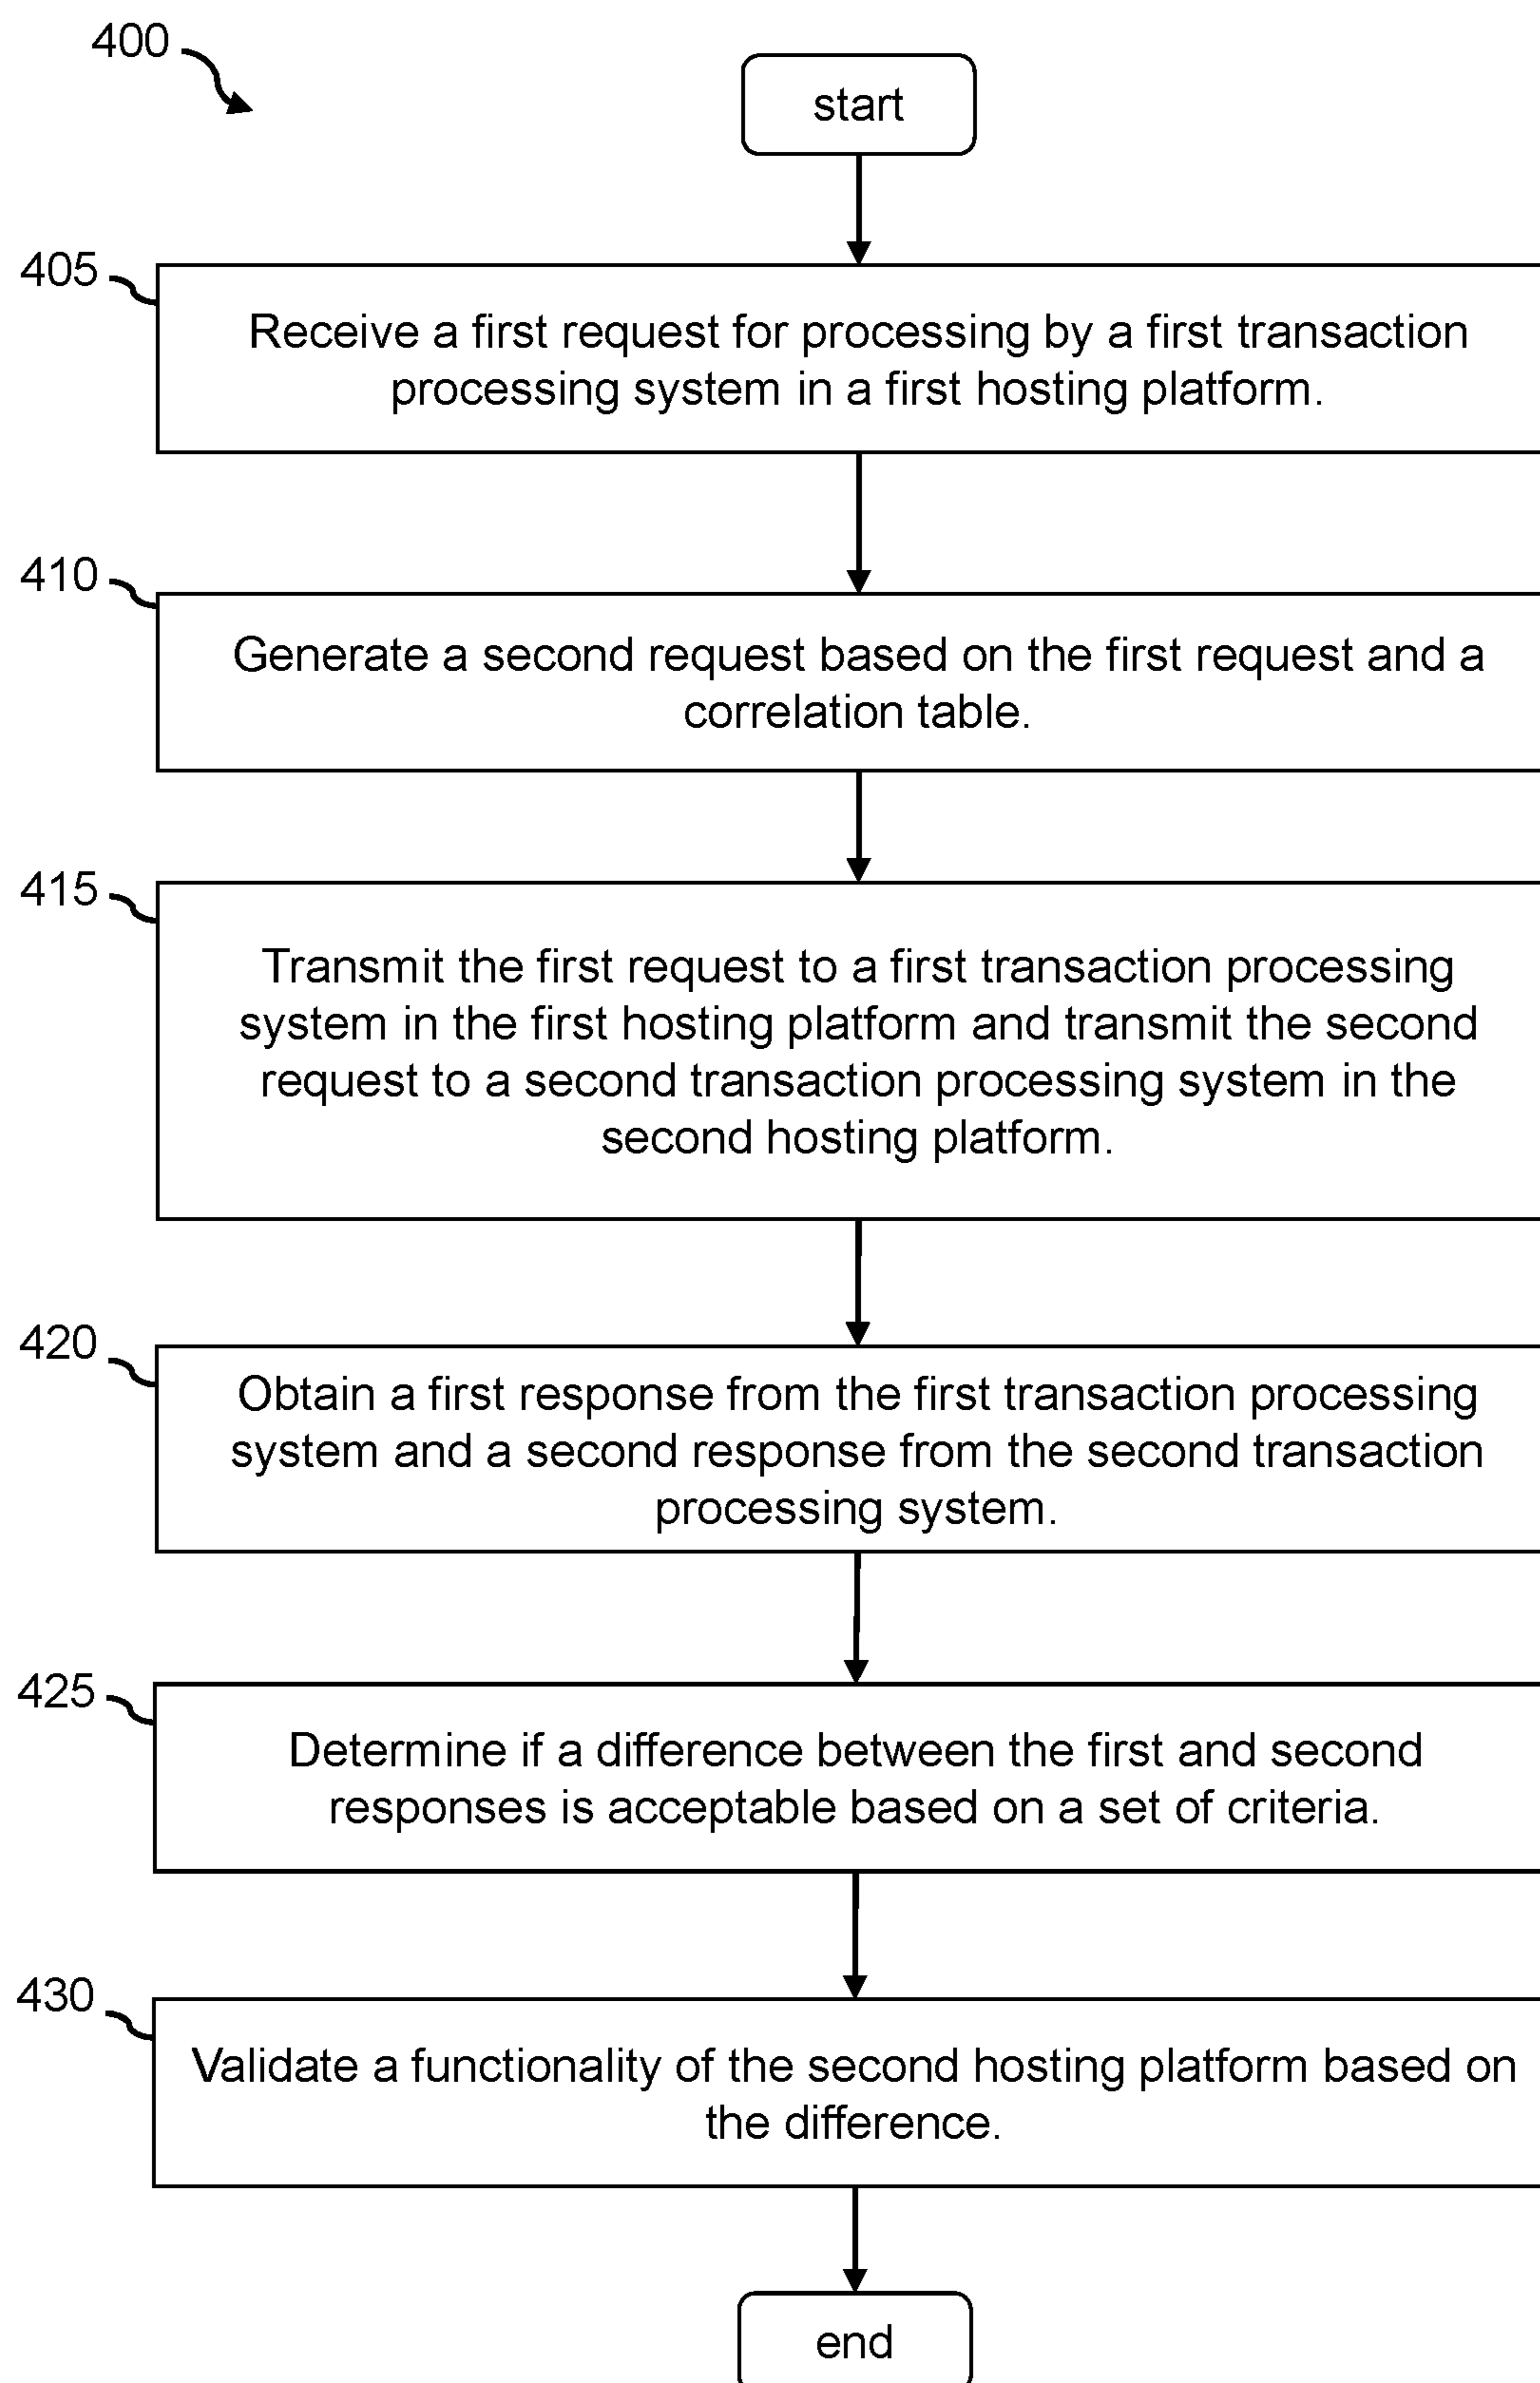 400
start
405
Receive a first request for processing by a first transaction
processing system in a first hosting platform.
410
Generate a second request based on the first request and a
correlation table.
415
Transmit the first request to a first transaction processing
system in the first hosting platform and transmit the second
request to a second transaction processing system in the
second hosting platform.
420
Obtain a first response from the first transaction processing
system and a second response from the second transaction
processing system.
425
Determine if a difference between the first and second
responses is acceptable based on a set of criteria.
430
Validate a functionality of the second hosting platform based on
the difference.
end